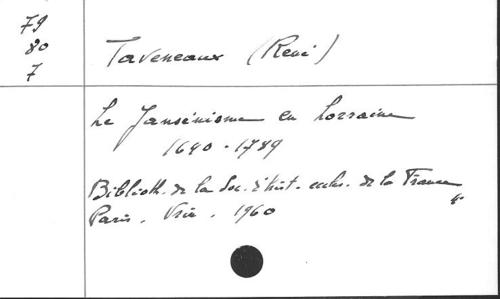 79
80
7
Taveneaux (René)
Le Jansénisme en Lorraine
1640-1789
Biblioth. de la Soc. d'hist. eccles. de la France
Paris. Vrin. 1960